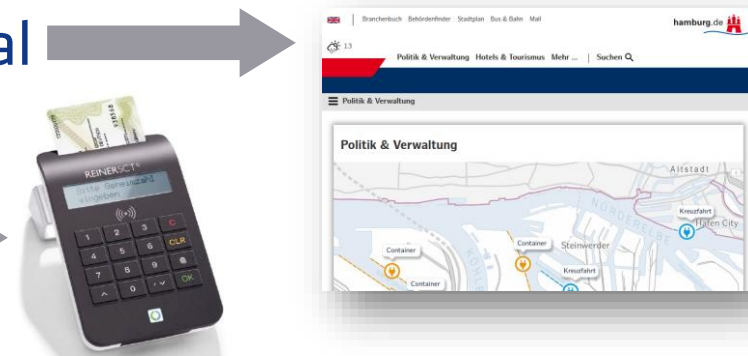 al
Branchenbuch Behördenfinder Stadtplan Bus & Bahn Mail
hamburg.de
13
Politik & Verwaltung Hotels & Tourismus Mehr ... | Suchen
Politik & Verwaltung
Politik & Verwaltung
Altstadt
Kreuzfahrt
Hafen City
NORDERELBE
Container
Container
Steinwerder
Kreuzfahrt
Container
REINERSCT
Bitte Geheimzahl
eingeben
1 2 3 C
4 5 6 CLR
7 8 9
0 OK